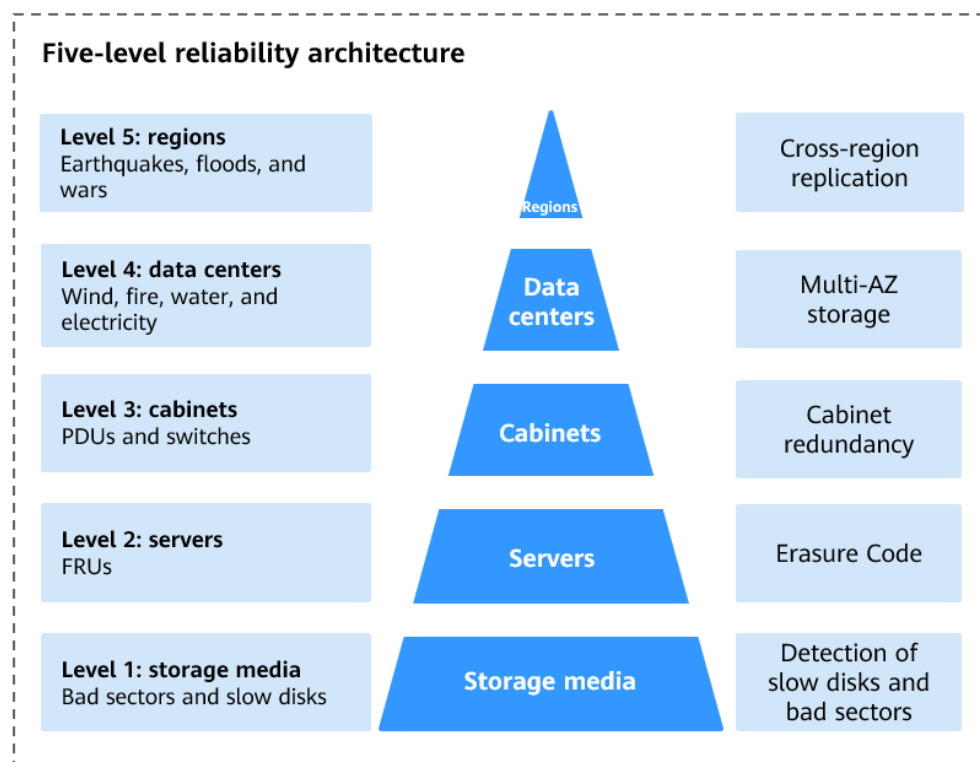 Five-level reliability architecture
Level 5: regions
Earthquakes, floods, and
wars
Regions
Cross-region
replication
Level 4: data centers
Wind, fire, water, and
electricity
Data
centers
Multi-AZ
storage
Level 3: cabinets
PDUs and switches
Cabinets
Cabinet
redundancy
Level 2: servers
FRUs
Servers
Erasure Code
Level 1: storage media
Bad sectors and slow disks
Storage media
Detection of
slow disks and
bad sectors